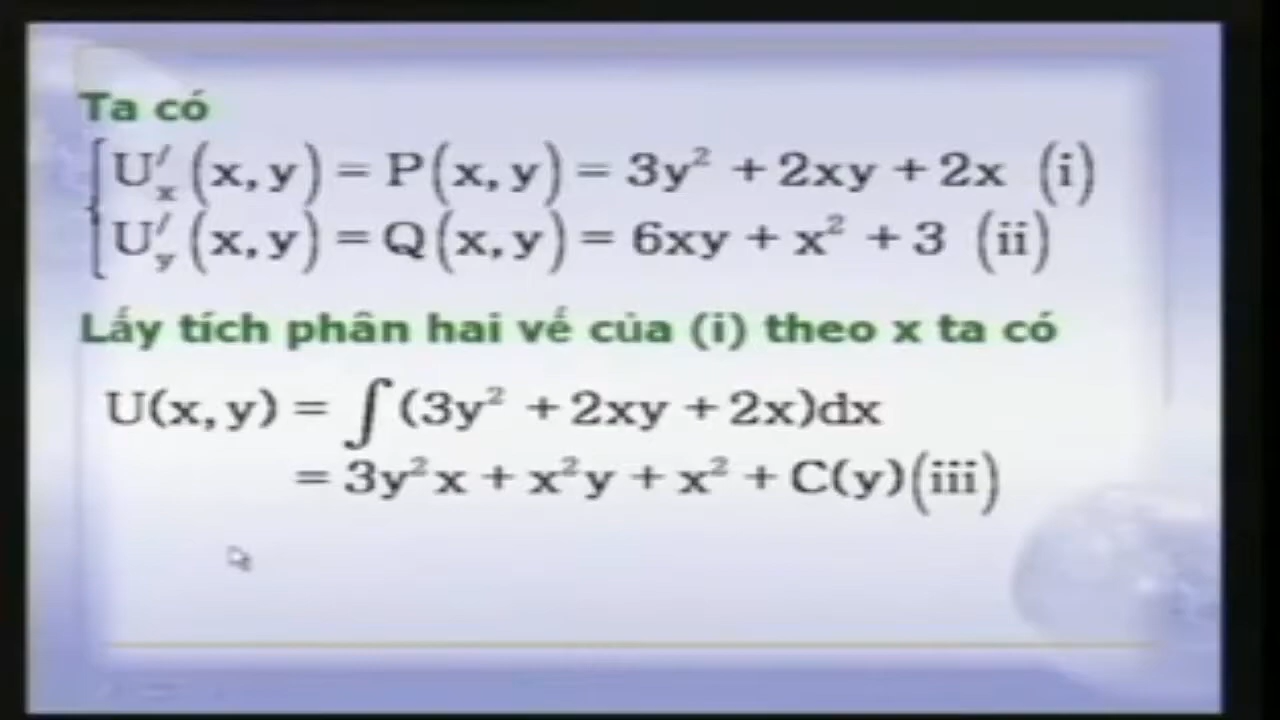 Ta có
U′ₓ(x, y) = P(x, y) = 3y² + 2xy + 2x (i)
U′ᵧ(x, y) = Q(x, y) = 6xy + x² + 3 (ii)
Lấy tích phân hai vế của (i) theo x ta có
U(x, y) = ∫(3y² + 2xy + 2x)dx
= 3y²x + x²y + x² + C(y)(iii)